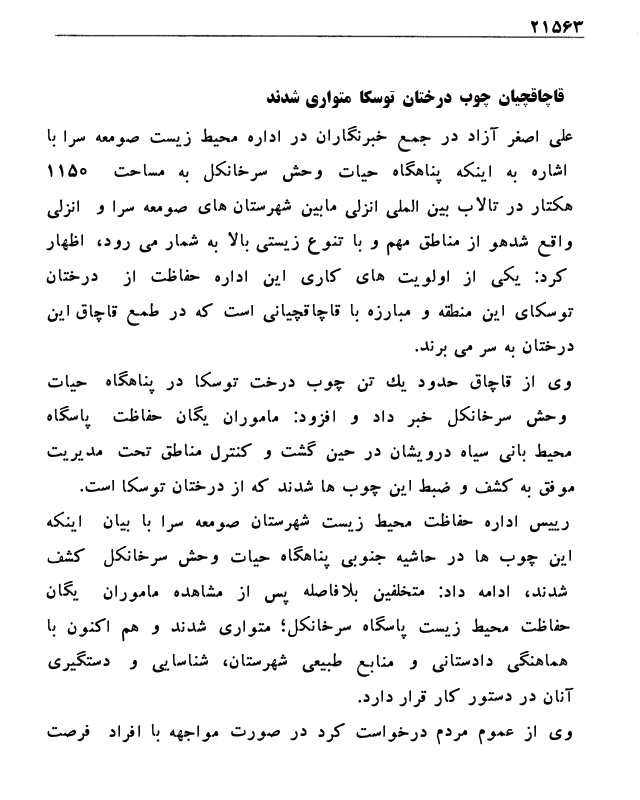 ۲۱۵۶۳
قاچاقچیان چوب درختان توسکا متواری شدند
علی اصغر آزاد در جمع خبرنگاران در اداره محیط زیست صومعه سرا با
اشاره به اینکه پناهگاه حیات وحش سرخانکل به مساحت ۱۱۵۰
هکتار در تالاب بین المللی انزلی مابین شهرستان های صومعه سرا و انزلی
واقع شدهو از مناطق مهم و با تنوع زیستی بالا به شمار می رود، اظهار
کرد: یکی از اولویت های کاری این اداره حفاظت از درختان
توسکای این منطقه و مبارزه با قاچاقچیانی است که در طمع قاچاق این
درختان به سر می برند.
وی از قاچاق حدود یك تن چوب درخت توسکا در پناهگاه حیات
وحش سرخانکل خبر داد و افزود: ماموران یگان حفاظت پاسگاه
محیط بانی سیاه درویشان در حین گشت و کنترل مناطق تحت مدیریت
موفق به کشف و ضبط این چوب ها شدند که از درختان توسکا است.
رییس اداره حفاظت محیط زیست شهرستان صومعه سرا با بیان اینکه
این چوب ها در حاشیه جنوبی پناهگاه حیات وحش سرخانکل کشف
شدند، ادامه داد: متخلفین بلافاصله پس از مشاهده ماموران یگان
حفاظت محیط زیست پاسگاه سرخانکل؛ متواری شدند و هم اکنون با
هماهنگی دادستانی و منابع طبیعی شهرستان، شناسایی و دستگیری
آنان در دستور کار قرار دارد.
وی از عموم مردم درخواست کرد در صورت مواجهه با افراد فرصت